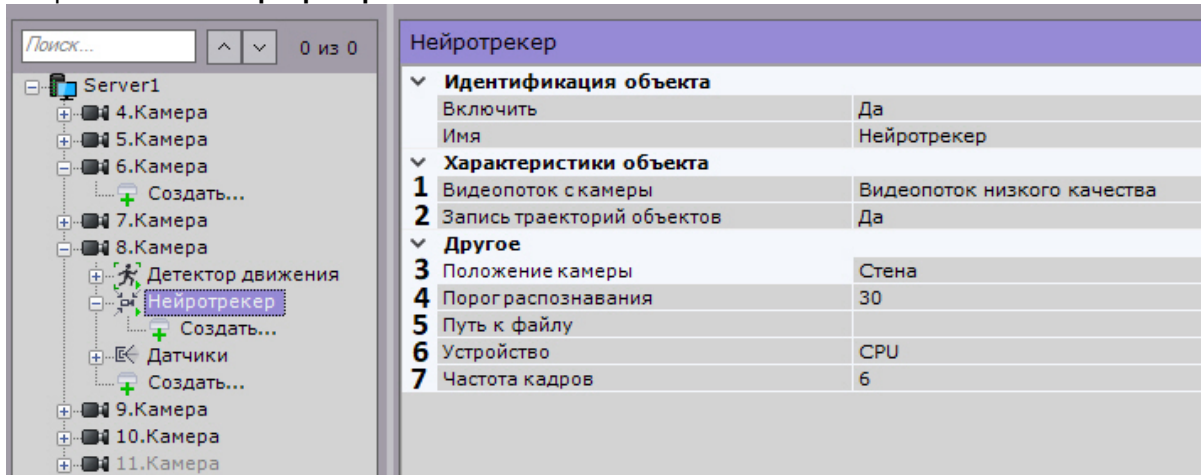 Поиск...
0 из 0
Server1
4.Камера
5.Камера
6.Камера
Создать...
7.Камера
8.Камера
Детектор движения
Нейротрекер
Создать...
Датчики
Создать...
9.Камера
10.Камера
11.Камера
Нейротрекер
Идентификация объекта
Включить Да
Имя Нейротрекер
Характеристики объекта
1 Видеопоток с камеры Видеопоток низкого качества
2 Запись траекторий объектов Да
Другое
3 Положение камеры Стена
4 Порог распознавания 30
5 Путь к файлу
6 Устройство CPU
7 Частота кадров 6